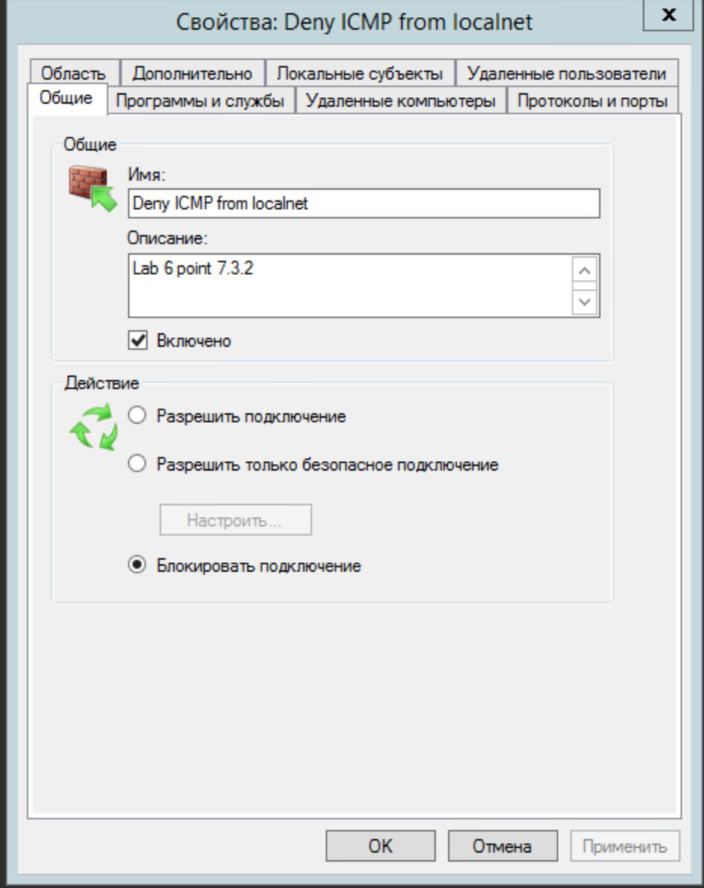 Свойства: Deny ICMP from localnet
x
Область
Дополнительно
Локальные субъекты
Удаленные пользователи
Общие
Программы и службы
Удаленные компьютеры
Протоколы и порты
Общие
Имя:
Deny ICMP from localnet
Описание:
Lab 6 point 7.3.2
Включено
Действие
Разрешить подключение
Разрешить только безопасное подключение
Настроить...
Блокировать подключение
OK
Отмена
Применить